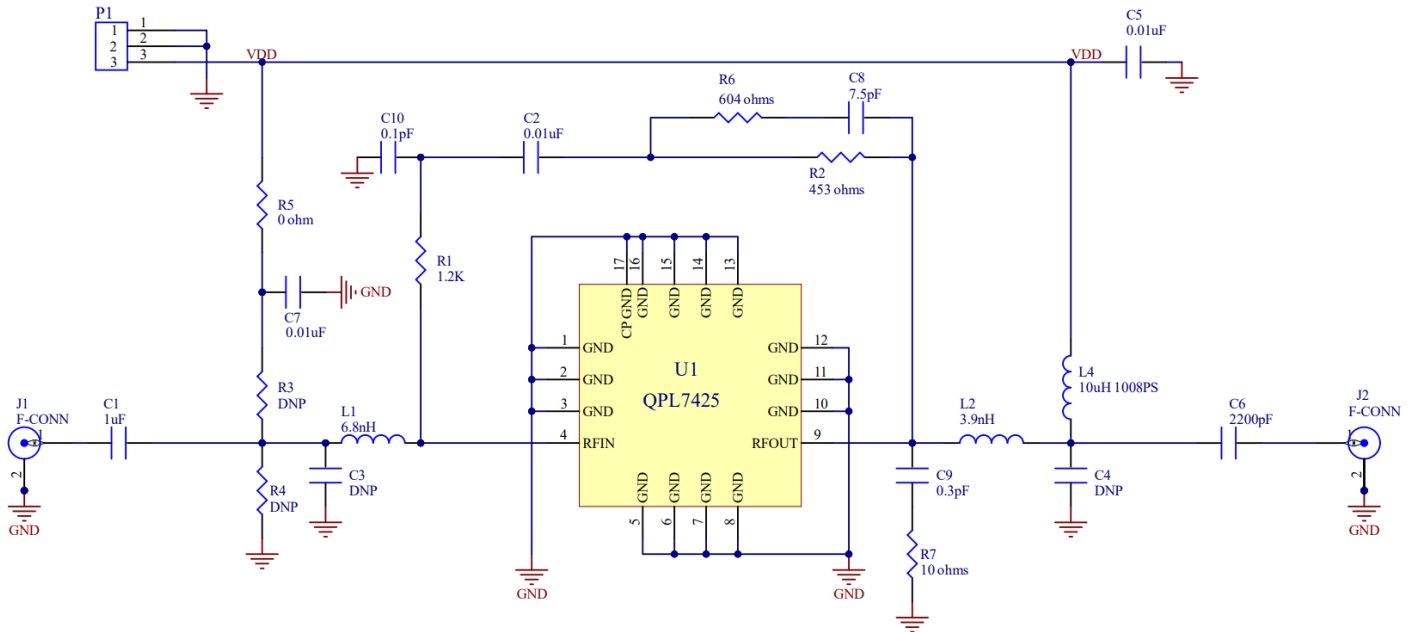 P1
1 1
2 2
3 3
VDD
VDD
C5
0.01uF
R6
604 ohms
C8
7.5pF
C10
0.1pF
C2
0.01uF
R2
453 ohms
R5
0 ohm
R1
1.2K
GND
C7
0.01uF
17 16 15 14 13
CP GND GND GND GND GND
1 GND
2 GND
3 GND
4 RFIN
U1
QPL7425
GND 12
GND 11
GND 10
RFOUT 9
GND GND GND GND
5 6 7 8
R3
DNP
J1
F-CONN
1
2
GND
C1
1uF
L1
6.8nH
R4
DNP
C3
DNP
GND
GND
L2
3.9nH
L4
10uH 1008PS
C9
0.3pF
R7
10 ohms
C4
DNP
C6
2200pF
J2
F-CONN
1
2
GND